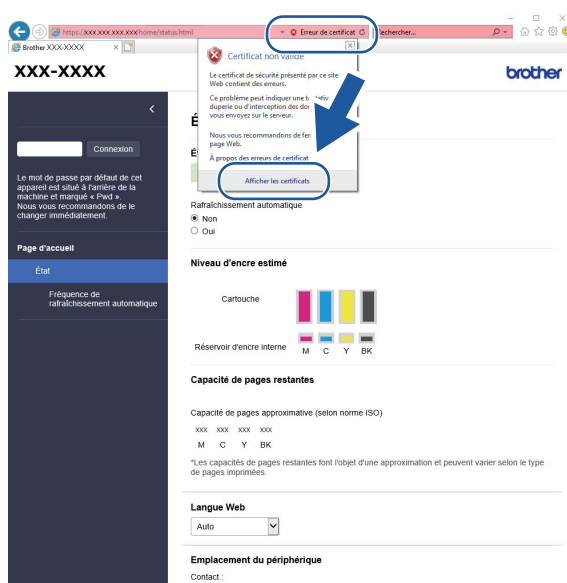 https://xxx.xxx.xxx.xxx/home/status.html
Erreur de certificat
Rechercher...
Brother XXX-XXXX
XXX-XXXX
brother
Certificat non valide
Le certificat de sécurité présenté par ce site
Web contient des erreurs.
Ce problème peut indiquer une
duperie ou d'interception des
vous envoyez sur le serveur.
Nous vous recommandons de
page Web.
À propos des erreurs de certificat
Afficher les certificats
Connexion
Le mot de passe par défaut de cet
appareil est situé à l'arrière de la
machine et marqué « Pwd ».
Nous vous recommandons de le
changer immédiatement.
Page d'accueil
État
Fréquence de
rafraîchissement automatique
Rafraîchissement automatique
Non
Oui
Niveau d'encre estimé
Cartouche
Réservoir d'encre interne
M C Y BK
Capacité de pages restantes
Capacité de pages approximative (selon norme ISO)
xxx xxx xxx xxx
M C Y BK
*Les capacités de pages restantes font l'objet d'une approximation et peuvent varier selon le type
de pages imprimées.
Langue Web
Auto
Emplacement du périphérique
Contact :